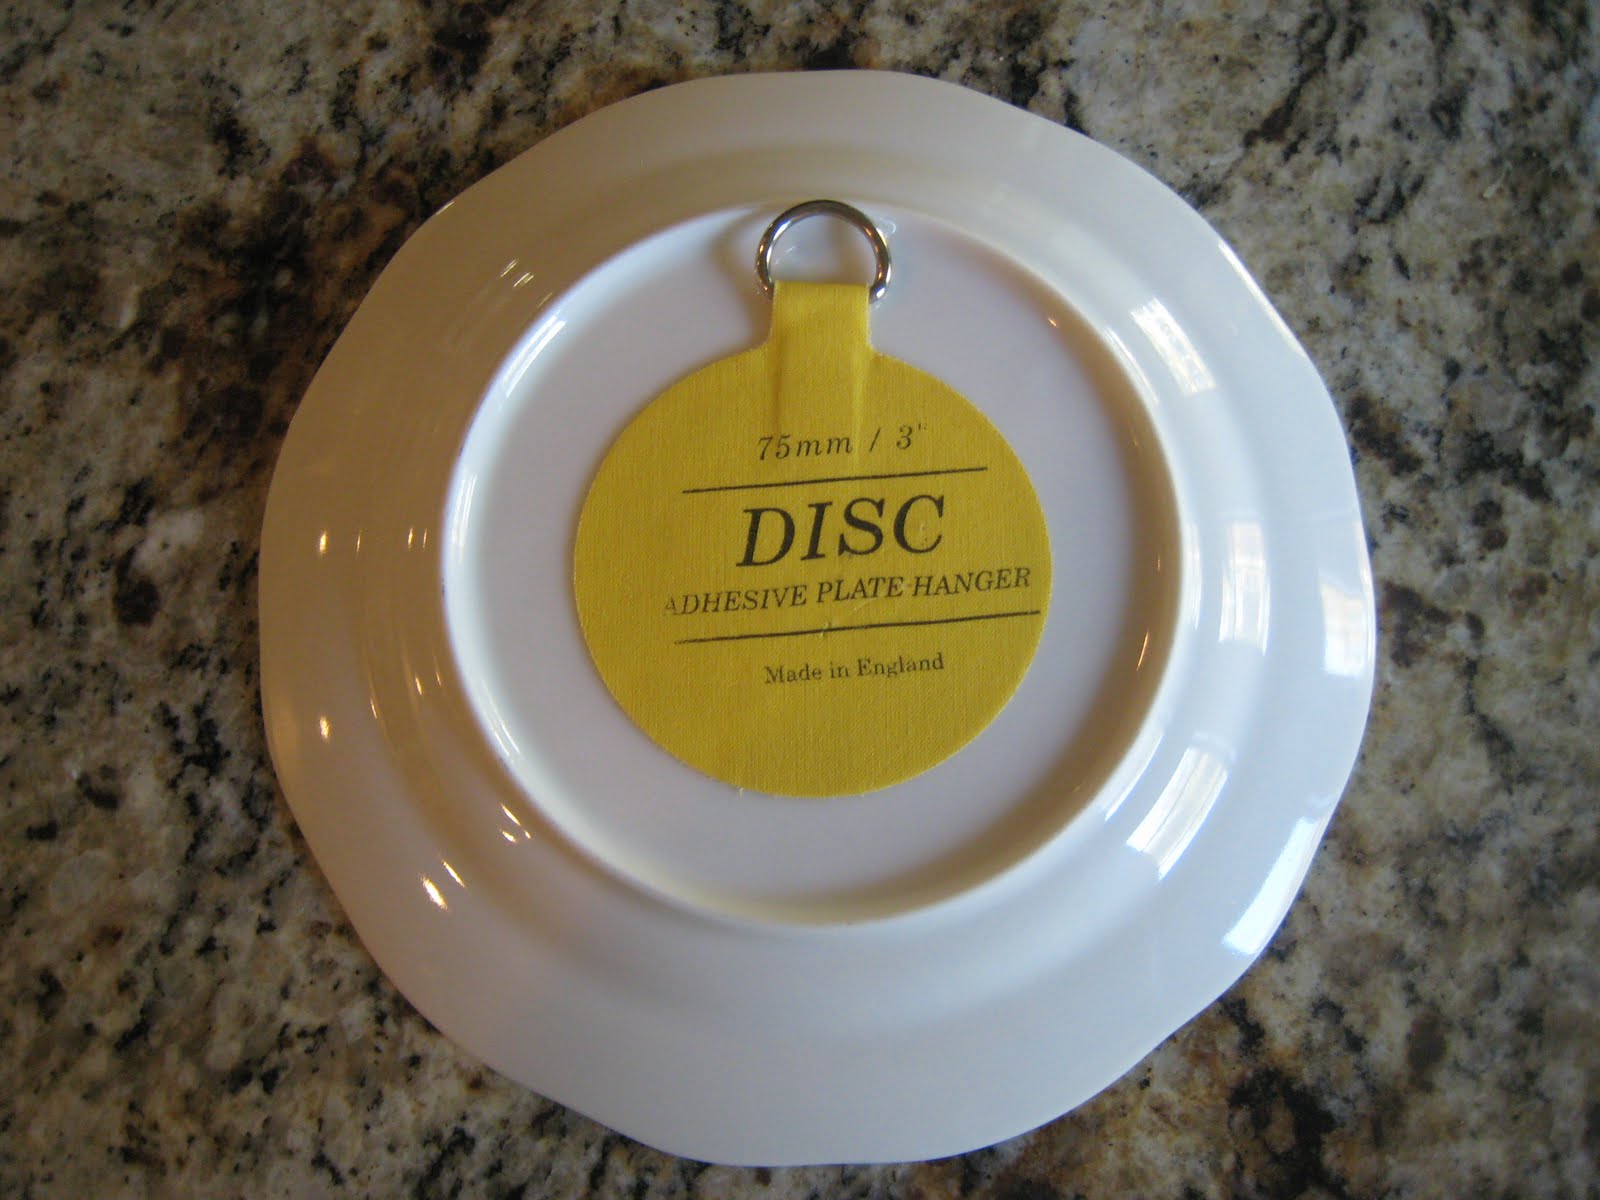 75mm / 3"
DISC
ADHESIVE PLATE HANGER
Made in England